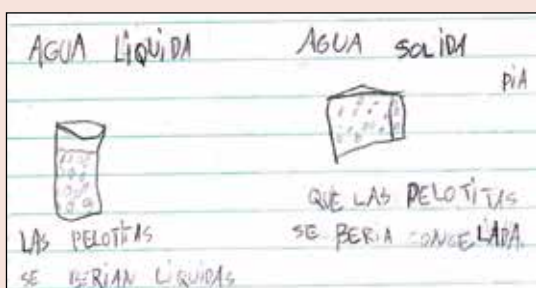 AGUA LIQUIDA
LAS PELOTITAS
SE BERIAN LIQUIDAS
AGUA SOLIDA
PIA
QUE LAS PELOTITAS
SE BERIA CONGELADA.